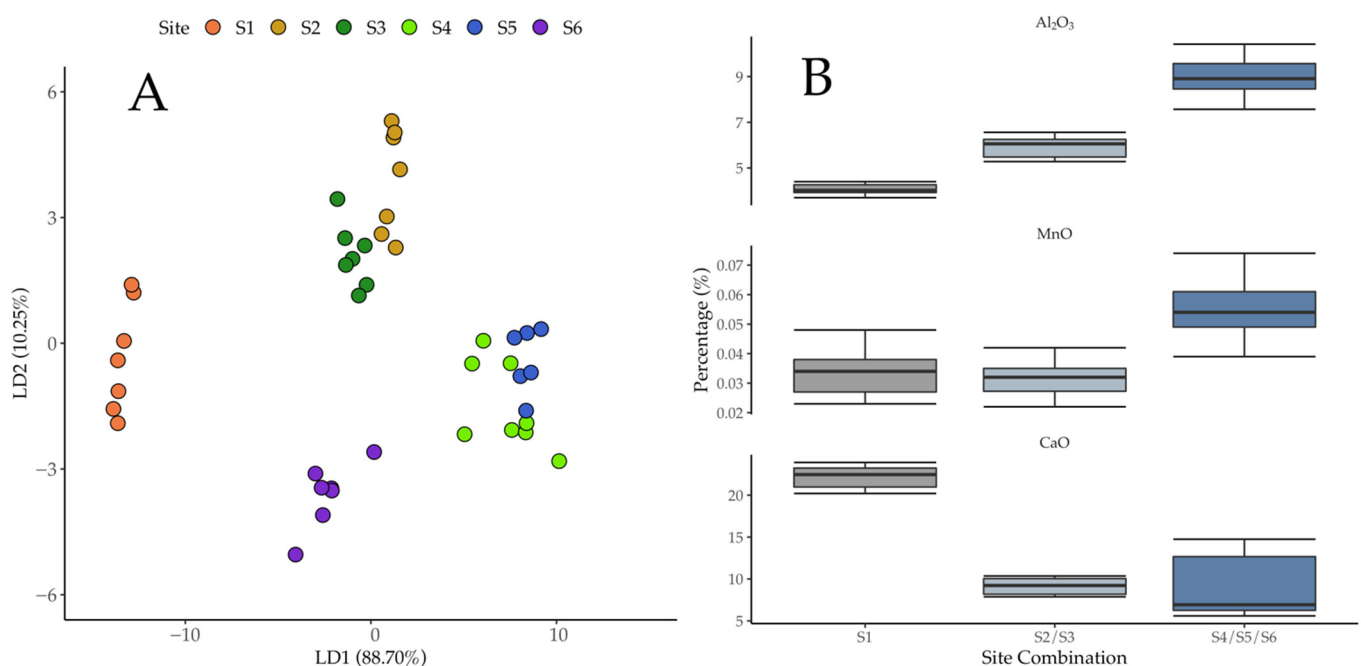 Site S1 S2 S3 S4 S5 S6
A
6
3
0
−3
−6
LD2 (10.25%)
−10 0 10
LD1 (88.70%)
B
Al₂O₃
9
7
5
MnO
0.07
0.06
0.05
0.04
0.03
0.02
Percentage (%)
CaO
20
15
10
5
S1 S2/S3 S4/S5/S6
Site Combination